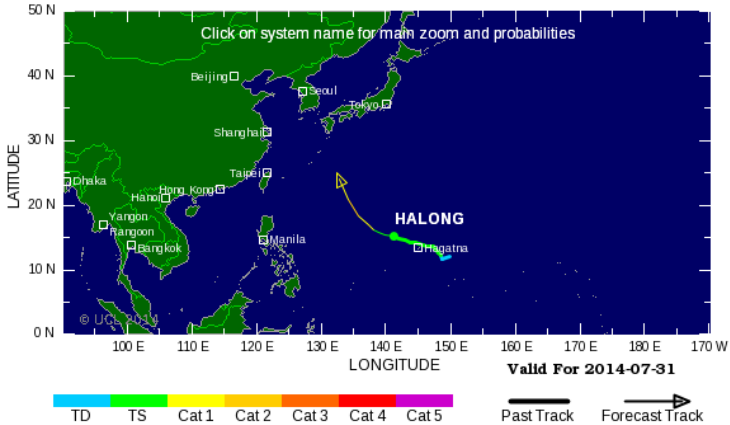 50 N
Click on system name for main zoom and probabilities
40 N
Beijing
Seoul
Tokyo
30 N
Shanghai
LATITUDE
Taipei
Dhaka
Hong Kong
Hanoi
20 N
Yangon
Rangoon
HALONG
Manila
Hagatna
Bangkok
10 N
© UCL 2014
0 N
100 E 110 E 120 E 130 E 140 E 150 E 160 E 170 E 180 E 170 W
LONGITUDE
Valid For 2014-07-31
TD TS Cat 1 Cat 2 Cat 3 Cat 4 Cat 5 Past Track Forecast Track